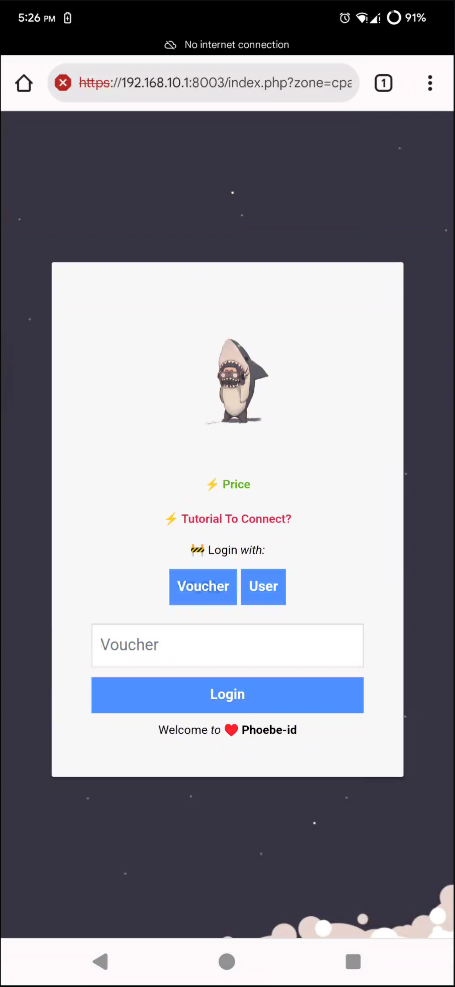 5:26 PM 91%
No internet connection
https://192.168.10.1:8003/index.php?zone=cpa 1
⚡ Price
⚡ Tutorial To Connect?
🚧 Login with:
Voucher User
Voucher
Login
Welcome to ❤️ Phoebe-id